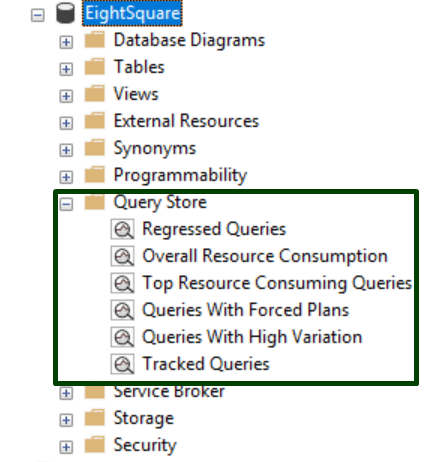 EightSquare
Database Diagrams
Tables
Views
External Resources
Synonyms
Programmability
Query Store
Regressed Queries
Overall Resource Consumption
Top Resource Consuming Queries
Queries With Forced Plans
Queries With High Variation
Tracked Queries
Service Broker
Storage
Security